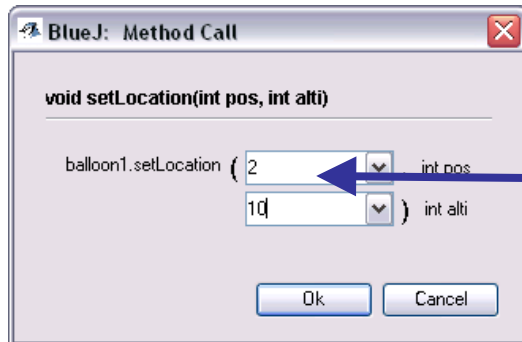 BlueJ: Method Call
void setLocation(int pos, int alti)
balloon1.setLocation ( 2 , int pos
10 ) int alti
Ok Cancel